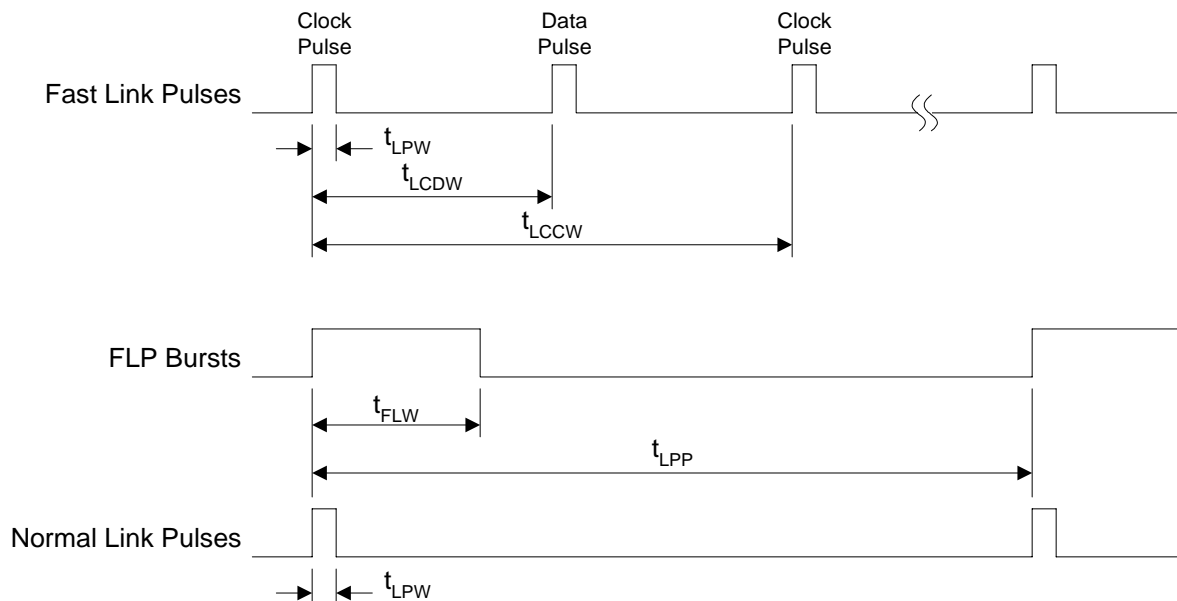 Clock
Pulse
Data
Pulse
Clock
Pulse
Fast Link Pulses
tLPW
tLCDW
tLCCW
FLP Bursts
tFLW
tLPP
Normal Link Pulses
tLPW